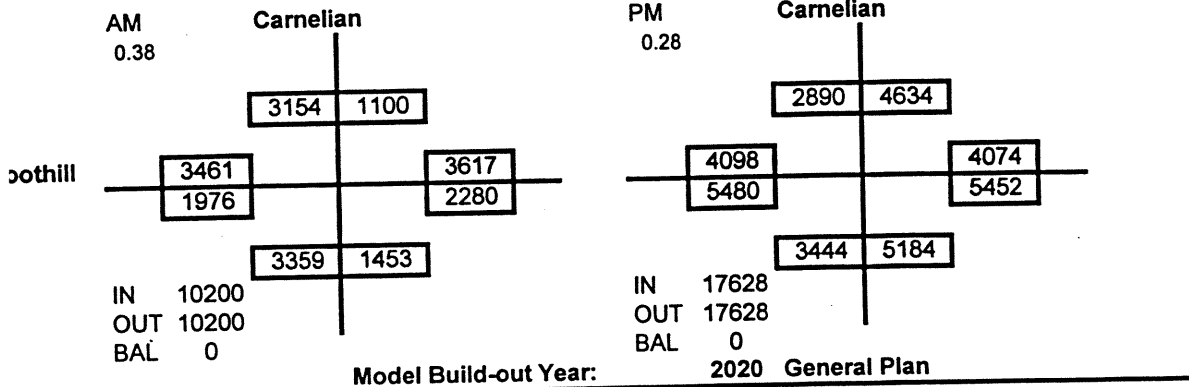 AM Carnelian
0.38
3154 1100
oothill
3461 3617
1976 2280
3359 1453
IN 10200
OUT 10200
BAL 0
PM Carnelian
0.28
2890 4634
4098 4074
5480 5452
3444 5184
IN 17628
OUT 17628
BAL 0
Model Build-out Year: 2020 General Plan